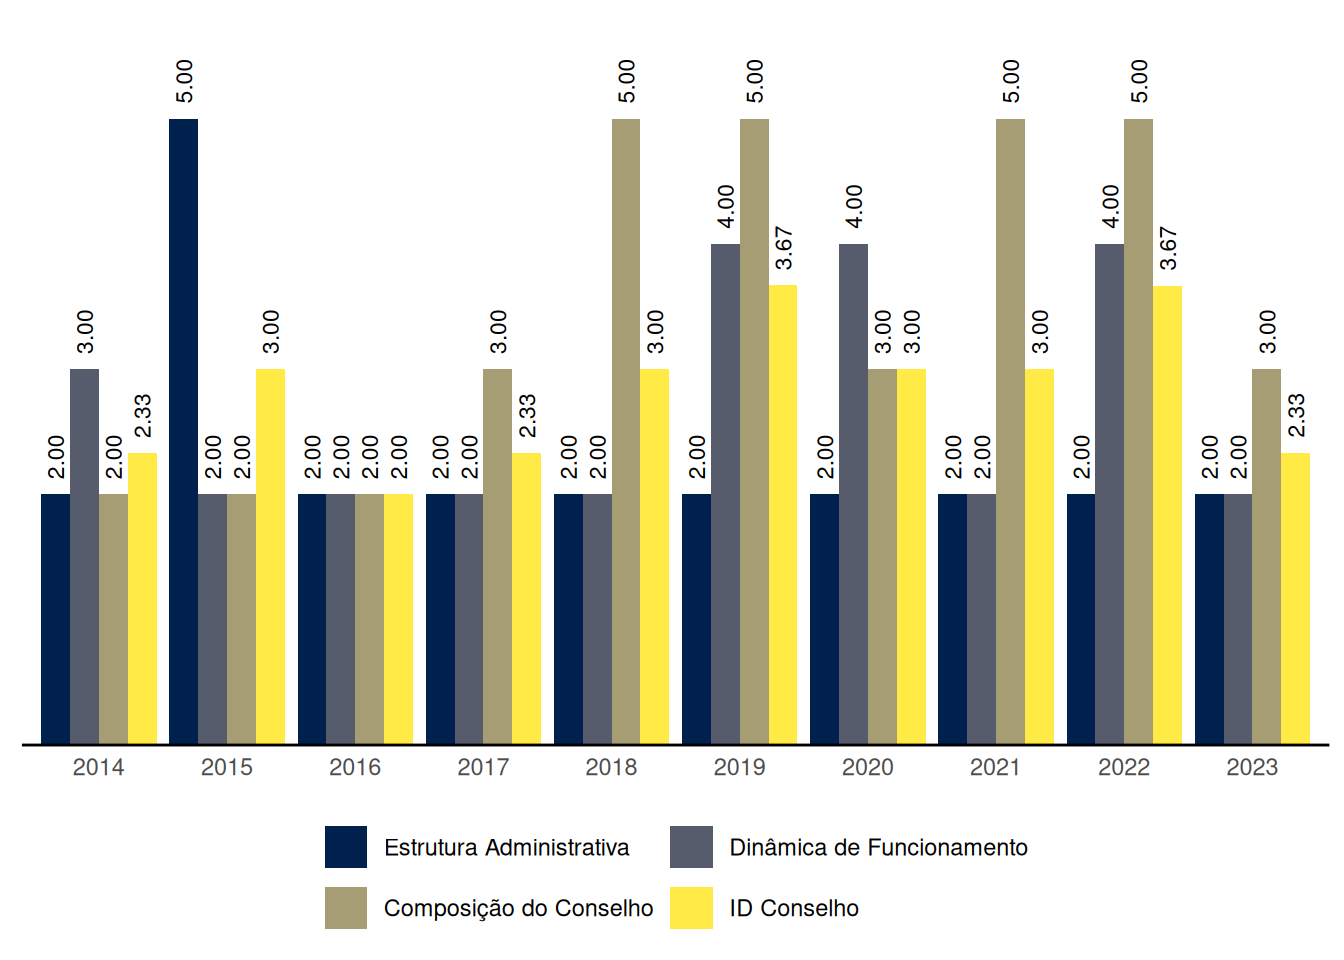 2.00 3.00 2.00 2.33
5.00 2.00 2.00 3.00
2.00 2.00 2.00 2.00
2.00 2.00 3.00 2.33
2.00 2.00 5.00 3.00
2.00 4.00 5.00 3.67
2.00 4.00 3.00 3.00
2.00 2.00 5.00 3.00
2.00 4.00 5.00 3.67
2.00 2.00 3.00 2.33
2014 2015 2016 2017 2018 2019 2020 2021 2022 2023
Estrutura Administrativa Dinâmica de Funcionamento
Composição do Conselho ID Conselho